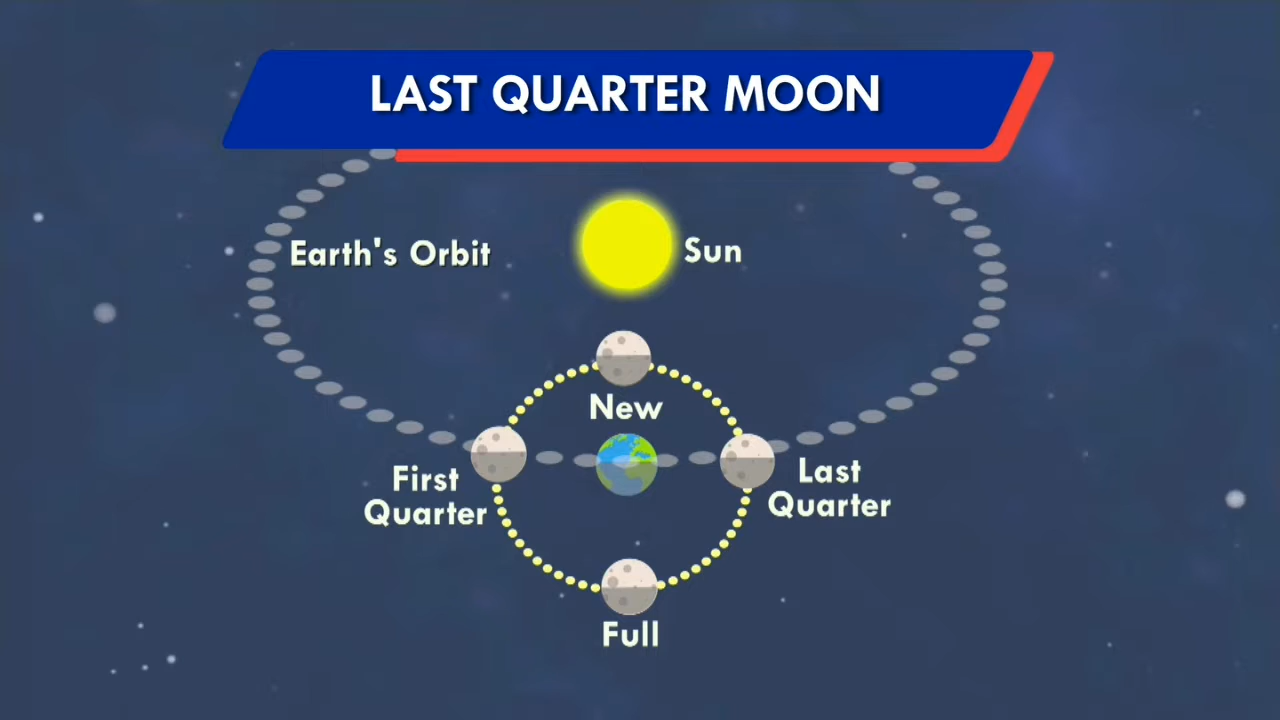 LAST QUARTER MOON
Earth's Orbit
Sun
New
First
Quarter
Last
Quarter
Full